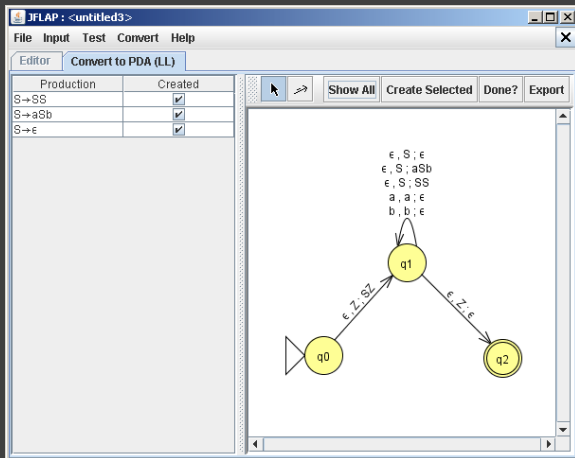 JFLAP : <untitled3>
File Input Test Convert Help
Editor Convert to PDA (LL)
Production Created
S→SS
S→aSb
S→ϵ
Show All Create Selected Done? Export
ϵ , S ; ϵ
ϵ , S ; aSb
ϵ , S ; SS
a , a ; ϵ
b , b ; ϵ
q1
ϵ , Z ; SZ
ϵ , Z ; ϵ
q0
q2